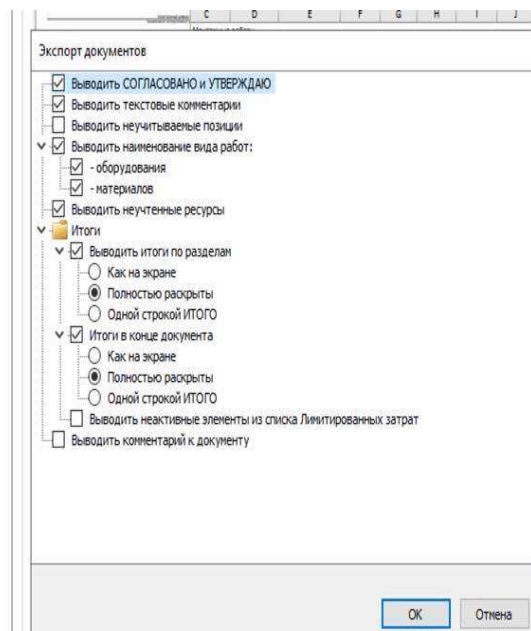 C D E F G H I J
Экспорт документов
Выводить СОГЛАСОВАНО и УТВЕРЖДАЮ
Выводить текстовые комментарии
Выводить неучитываемые позиции
Выводить наименование вида работ:
- оборудования
- материалов
Выводить неучтенные ресурсы
Итоги
Выводить итоги по разделам
Как на экране
Полностью раскрыты
Одной строкой ИТОГО
Итоги в конце документа
Как на экране
Полностью раскрыты
Одной строкой ИТОГО
Выводить неактивные элементы из списка Лимитированных затрат
Выводить комментарий к документу
ОК Отмена